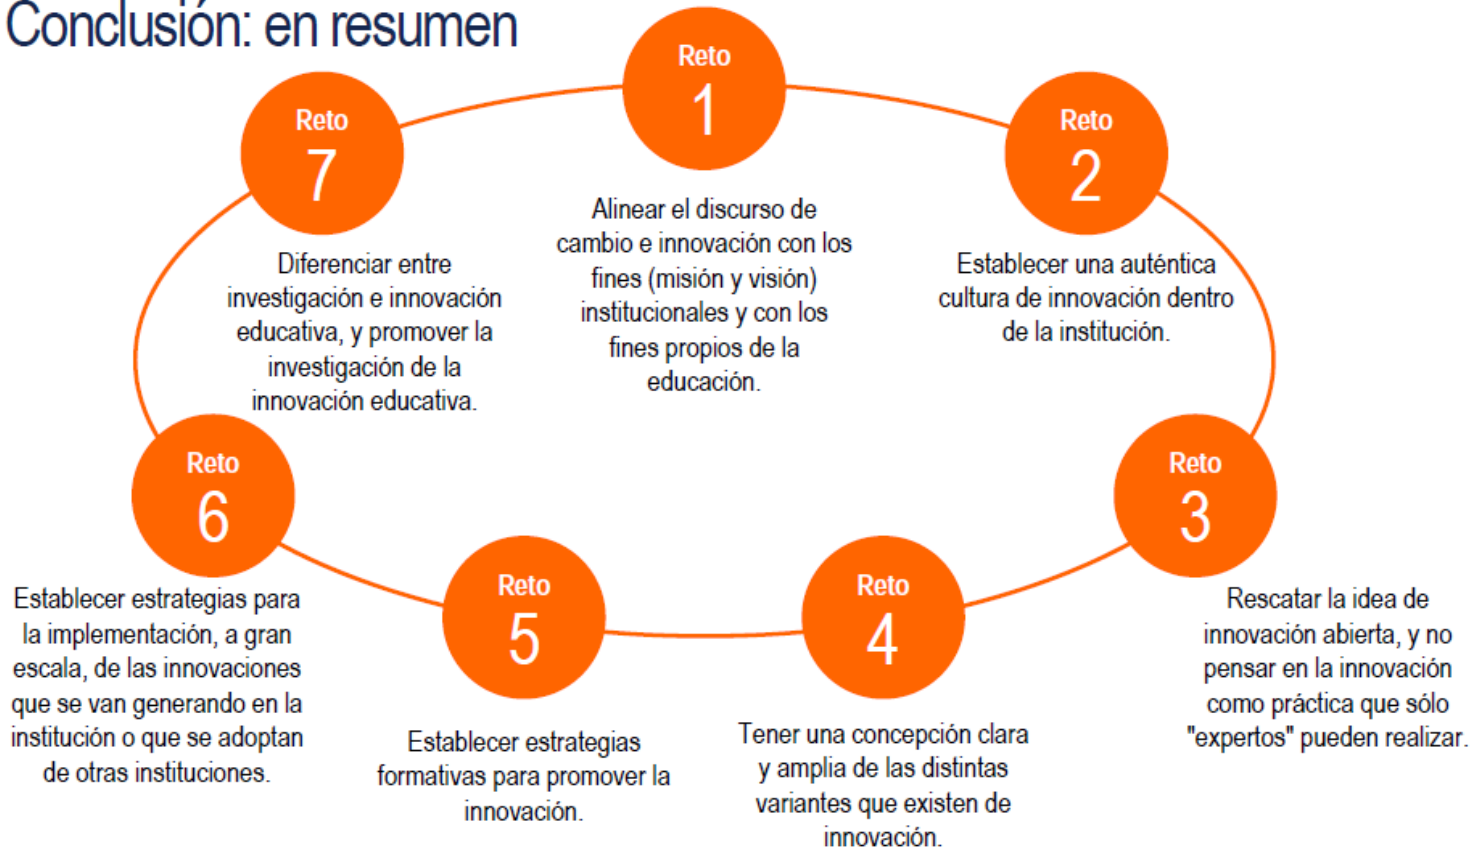 Conclusión: en resumen
Reto
1
Alinear el discurso de
cambio e innovación con los
fines (misión y visión)
institucionales y con los
fines propios de la
educación.
Reto
2
Establecer una auténtica
cultura de innovación dentro
de la institución.
Reto
3
Rescatar la idea de
innovación abierta, y no
pensar en la innovación
como práctica que sólo
"expertos" pueden realizar.
Reto
4
Tener una concepción clara
y amplia de las distintas
variantes que existen de
innovación.
Reto
5
Establecer estrategias
formativas para promover la
innovación.
Reto
6
Establecer estrategias para
la implementación, a gran
escala, de las innovaciones
que se van generando en la
institución o que se adoptan
de otras instituciones.
Reto
7
Diferenciar entre
investigación e innovación
educativa, y promover la
investigación de la
innovación educativa.